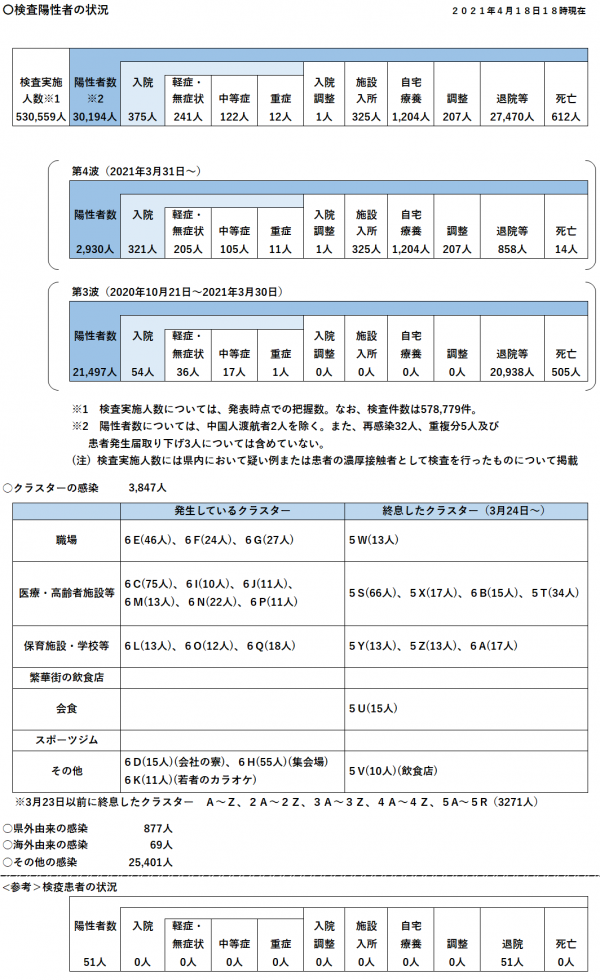 〇検査陽性者の状況　２０２１年４月１８日１８時現在
検査実施人数※1　陽性者数※2　入院　軽症・無症状　中等症　重症　入院調整　施設入所　自宅療養　調整　退院等　死亡
530,559人　30,194人　375人　241人　122人　12人　1人　325人　1,204人　207人　27,470人　612人
第4波（2021年3月31日～）
陽性者数　入院　軽症・無症状　中等症　重症　入院調整　施設入所　自宅療養　調整　退院等　死亡
2,930人　321人　205人　105人　11人　1人　325人　1,204人　207人　858人　14人
第3波（2020年10月21日～2021年3月30日）
陽性者数　入院　軽症・無症状　中等症　重症　入院調整　施設入所　自宅療養　調整　退院等　死亡
21,497人　54人　36人　17人　1人　0人　0人　0人　0人　20,938人　505人
※1　検査実施人数については、発表時点での把握数。なお、検査件数は578,779件。
※2　陽性者数については、中国人渡航者2人を除く。また、再感染32人、重複分5人及び
患者発生届取り下げ3人については含めていない。
（注）検査実施人数には県内において疑い例または患者の濃厚接触者として検査を行ったものについて掲載
○クラスターの感染　3,847人
発生しているクラスター　終息したクラスター（3月24日～）
職場　６E(46人)、６F(24人)、６G(27人)　５W(13人)
医療・高齢者施設等　６C(75人)、６I(10人)、６J(11人)、
６M(13人)、６N(22人)、６P(11人)　５S(66人)、５X(17人)、６B(15人)、５T(34人)
保育施設・学校等　６L(13人)、６O(12人)、６Q(18人)　５Y(13人)、５Z(13人)、６A(17人)
繁華街の飲食店
会食　５U(15人)
スポーツジム
その他　６D(15人)(会社の寮)、６H(55人)(集会場)
６K(11人)(若者のカラオケ)　５V(10人)(飲食店)
※3月23日以前に終息したクラスター　A～Z、２A～２Z、３A～３Z、４A～４Z、５A～５R（3271人）
○県外由来の感染　877人
○海外由来の感染　69人
○その他の感染　25,401人
<参考＞検疫患者の状況
陽性者数　入院　軽症・無症状　中等症　重症　入院調整　施設入所　自宅療養　調整　退院　死亡
51人　0人　0人　0人　0人　0人　0人　0人　0人　51人　0人